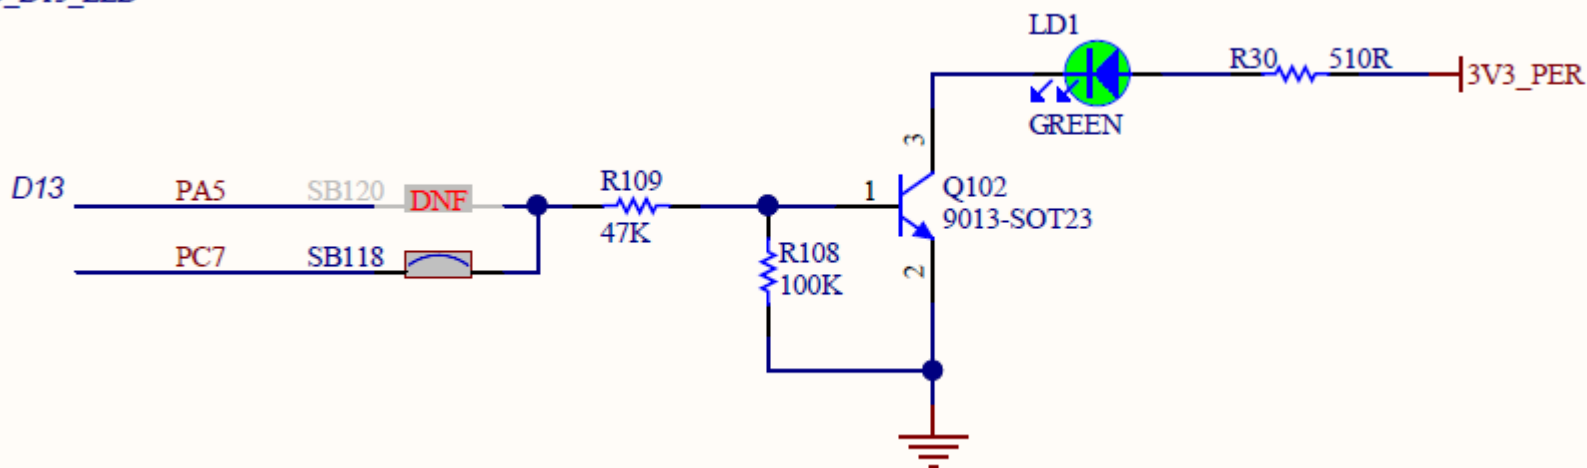 LD1
R30 510R
3V3_PER
GREEN
3
D13 PA5 SB120 DNF R109
47K
1 Q102
9013-SOT23
PC7 SB118 R108
100K
2